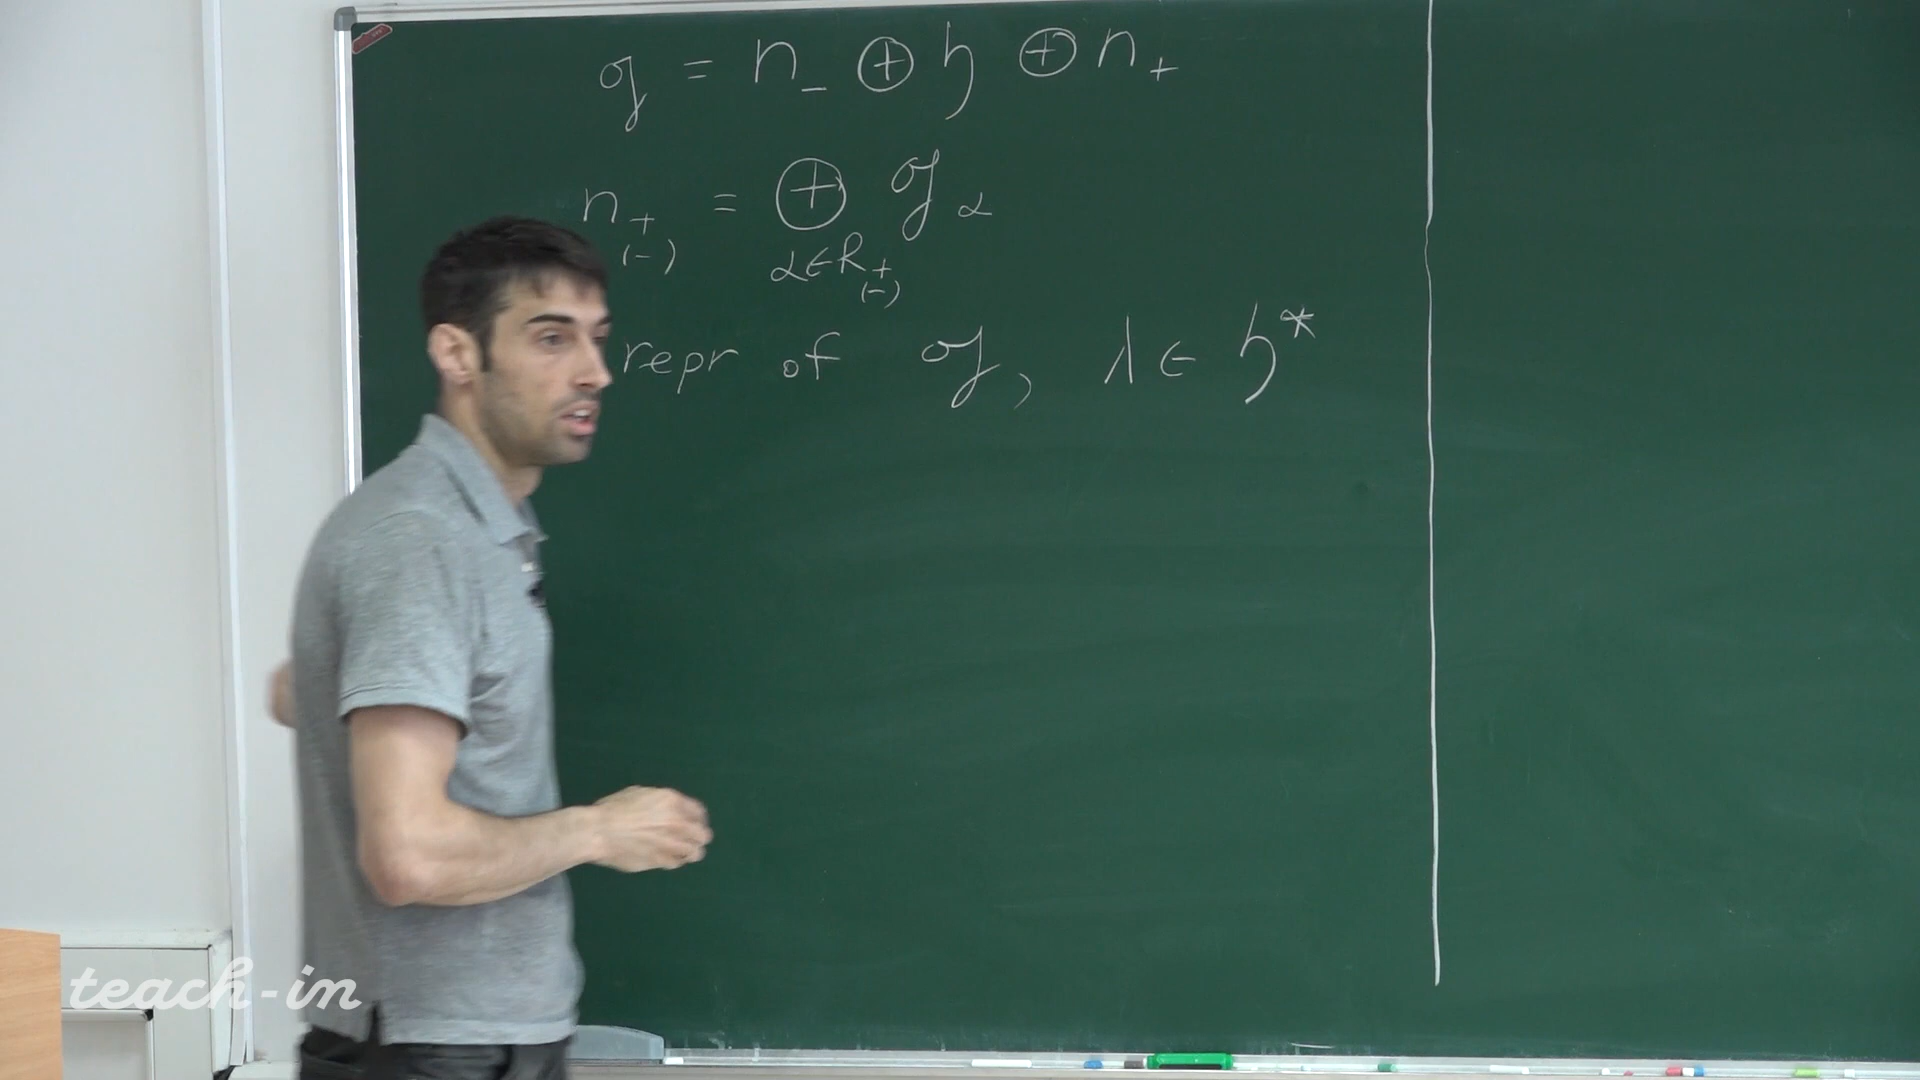 𝔤 = n₋ ⊕ 𝔥 ⊕ n₊
n₊₍₋₎ = ⊕ 𝔤_α
α∈R₊₍₋₎
repr of 𝔤, λ ∈ 𝔥*
teach-in